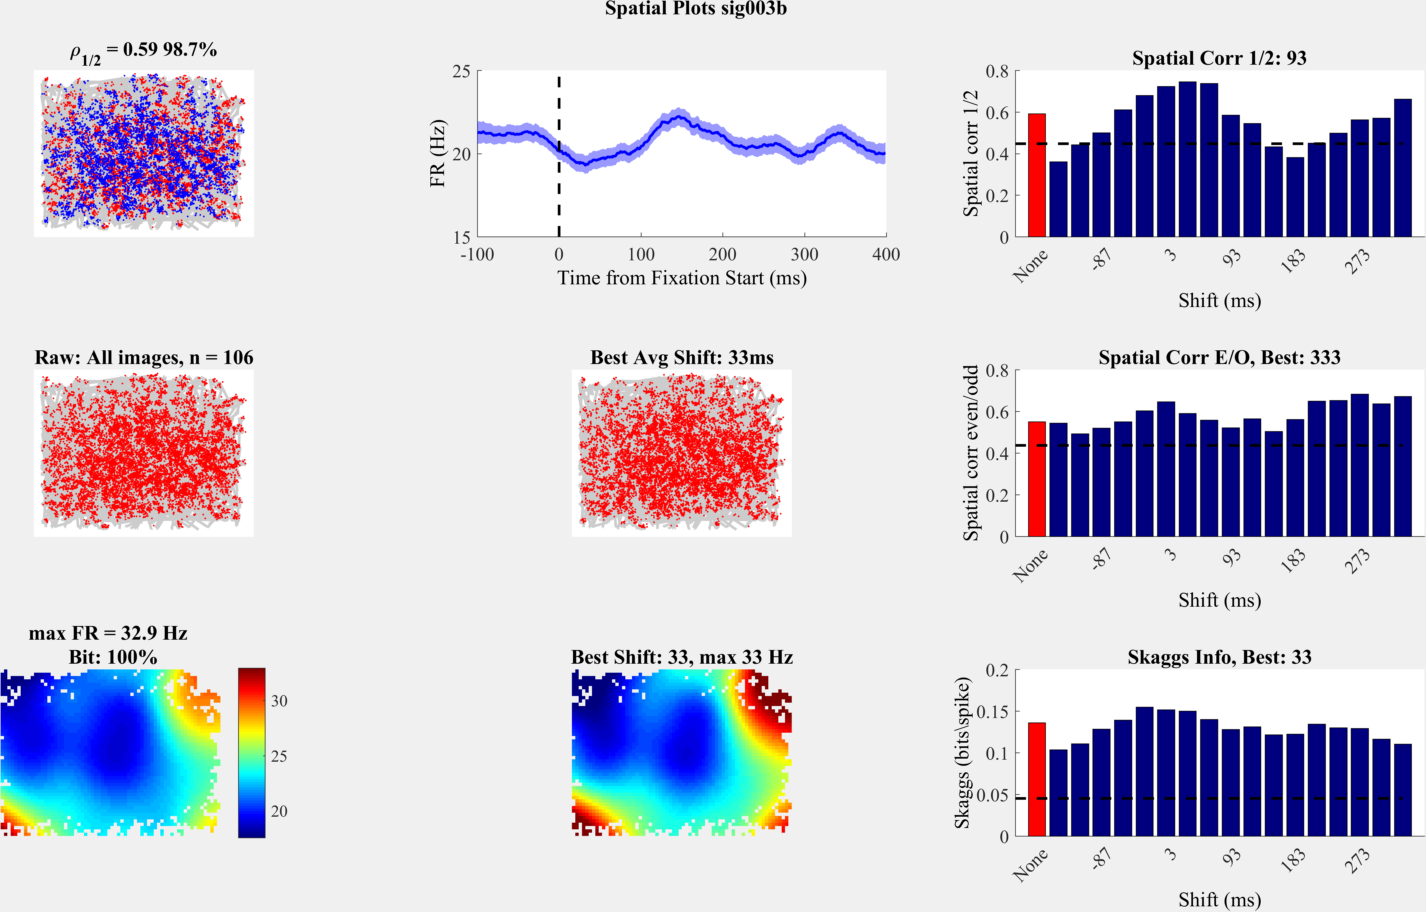 Spatial Plots sig003b
ρ1/2 = 0.59 98.7%
25
20
15
FR (Hz)
-100 0 100 200 300 400
Time from Fixation Start (ms)
Spatial Corr 1/2: 93
0.8
0.6
0.4
0.2
0
Spatial corr 1/2
None -87 3 93 183 273
Shift (ms)
Raw: All images, n = 106
Best Avg Shift: 33ms
Spatial Corr E/O, Best: 333
0.8
0.6
0.4
0.2
0
Spatial corr even/odd
None -87 3 93 183 273
Shift (ms)
max FR = 32.9 Hz
Bit: 100%
30
25
20
Best Shift: 33, max 33 Hz
Skaggs Info, Best: 33
0.2
0.15
0.1
0.05
0
Skaggs (bits\spike)
None -87 3 93 183 273
Shift (ms)